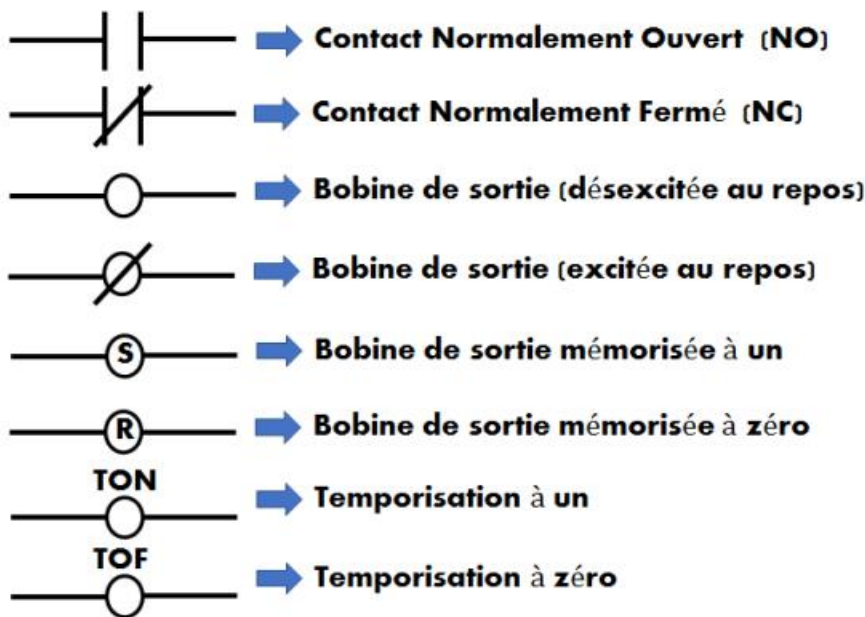 Contact Normalement Ouvert (NO)
Contact Normalement Fermé (NC)
Bobine de sortie (désexcitée au repos)
Bobine de sortie (excitée au repos)
S Bobine de sortie mémorisée à un
R Bobine de sortie mémorisée à zéro
TON
Temporisation à un
TOF
Temporisation à zéro